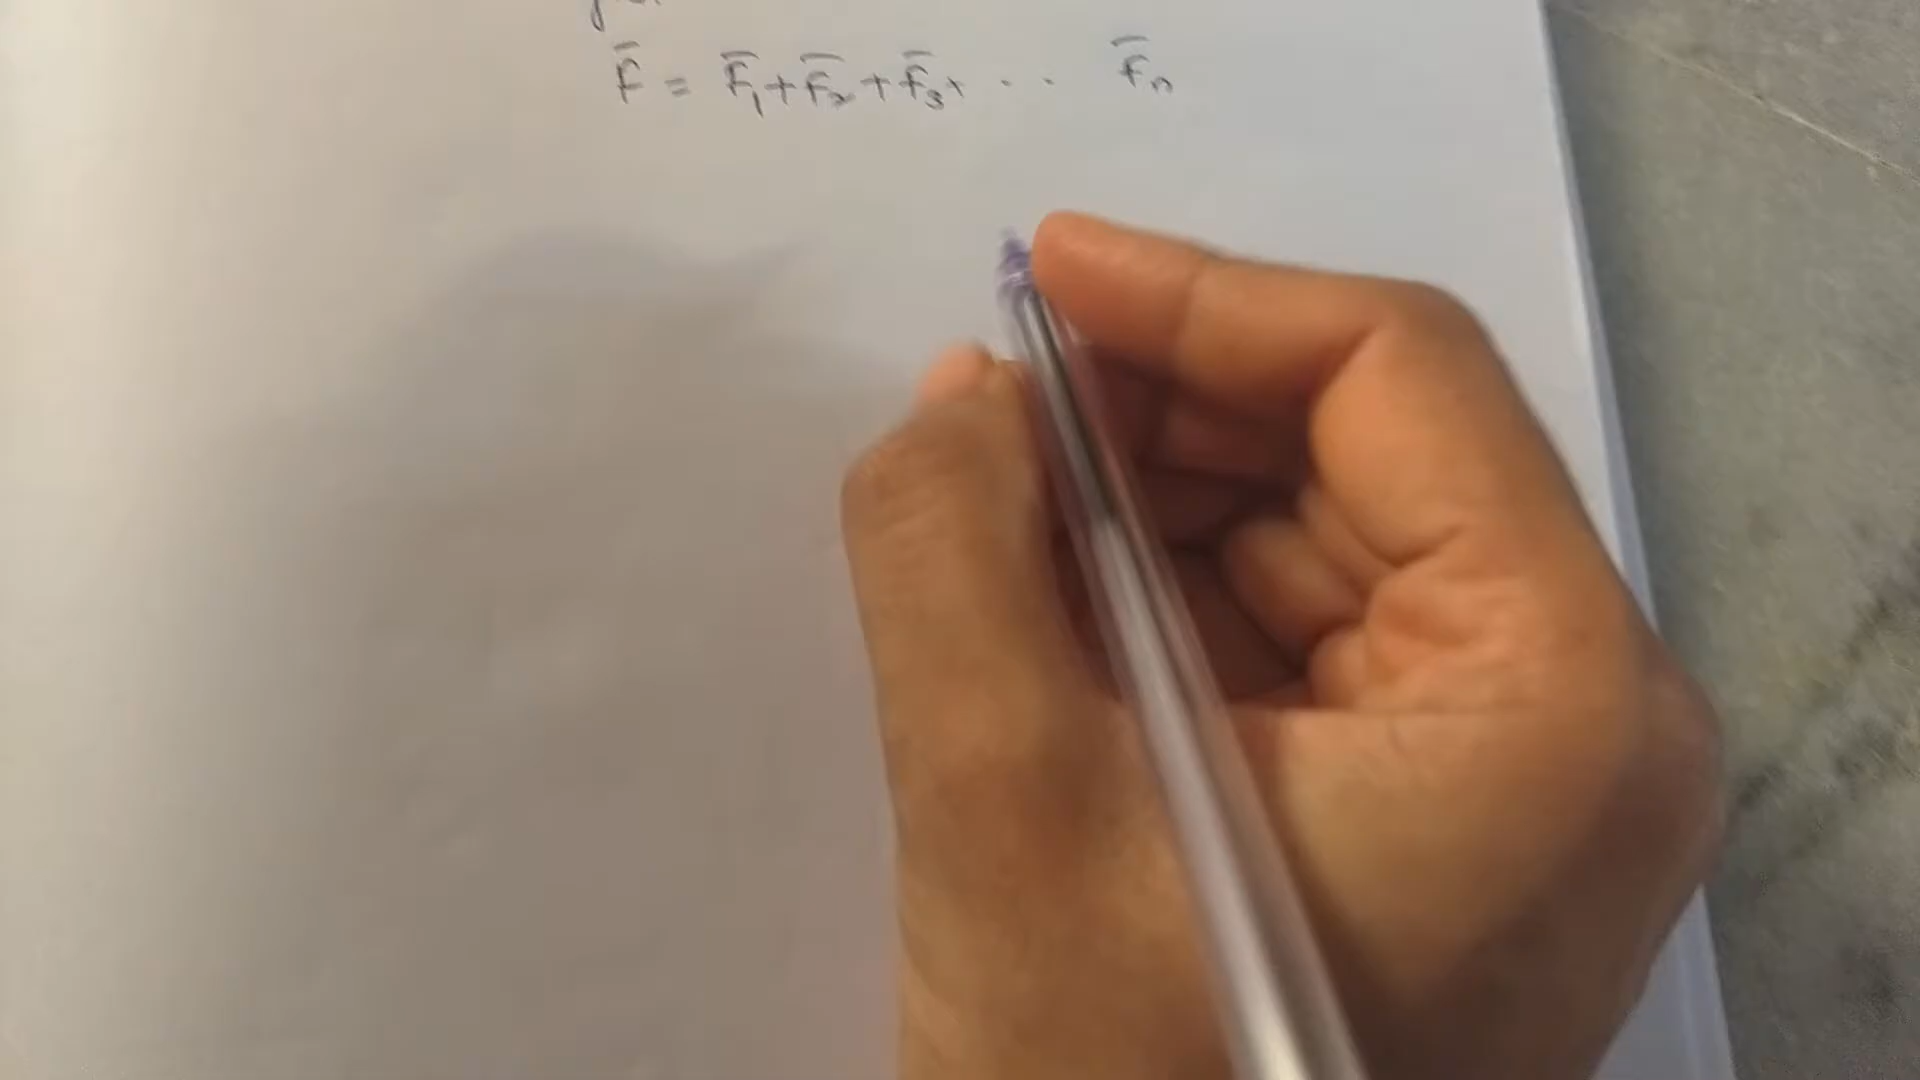 F̅ = F̅₁ + F̅₂ + F̅₃ + . . . F̅ₙ